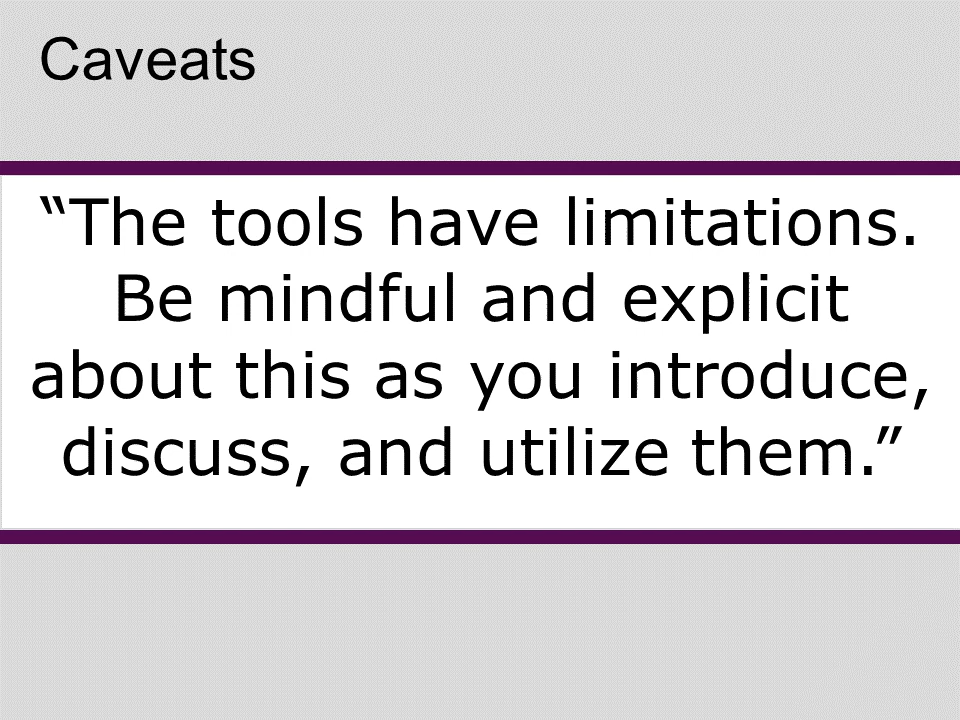 Caveats
“The tools have limitations.
Be mindful and explicit
about this as you introduce,
discuss, and utilize them.”